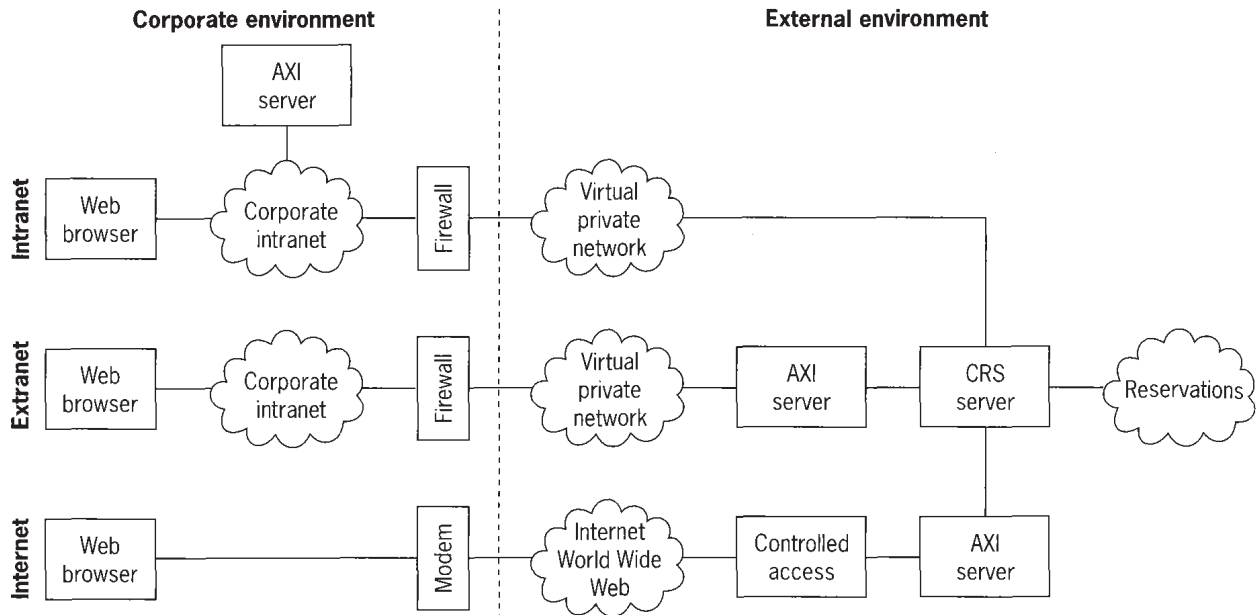 Corporate environment
External environment
AXI
server
Intranet
Web
browser
Corporate
intranet
Firewall
Virtual
private
network
Extranet
Web
browser
Corporate
intranet
Firewall
Virtual
private
network
AXI
server
CRS
server
Reservations
Internet
Web
browser
Modem
Internet
World Wide
Web
Controlled
access
AXI
server